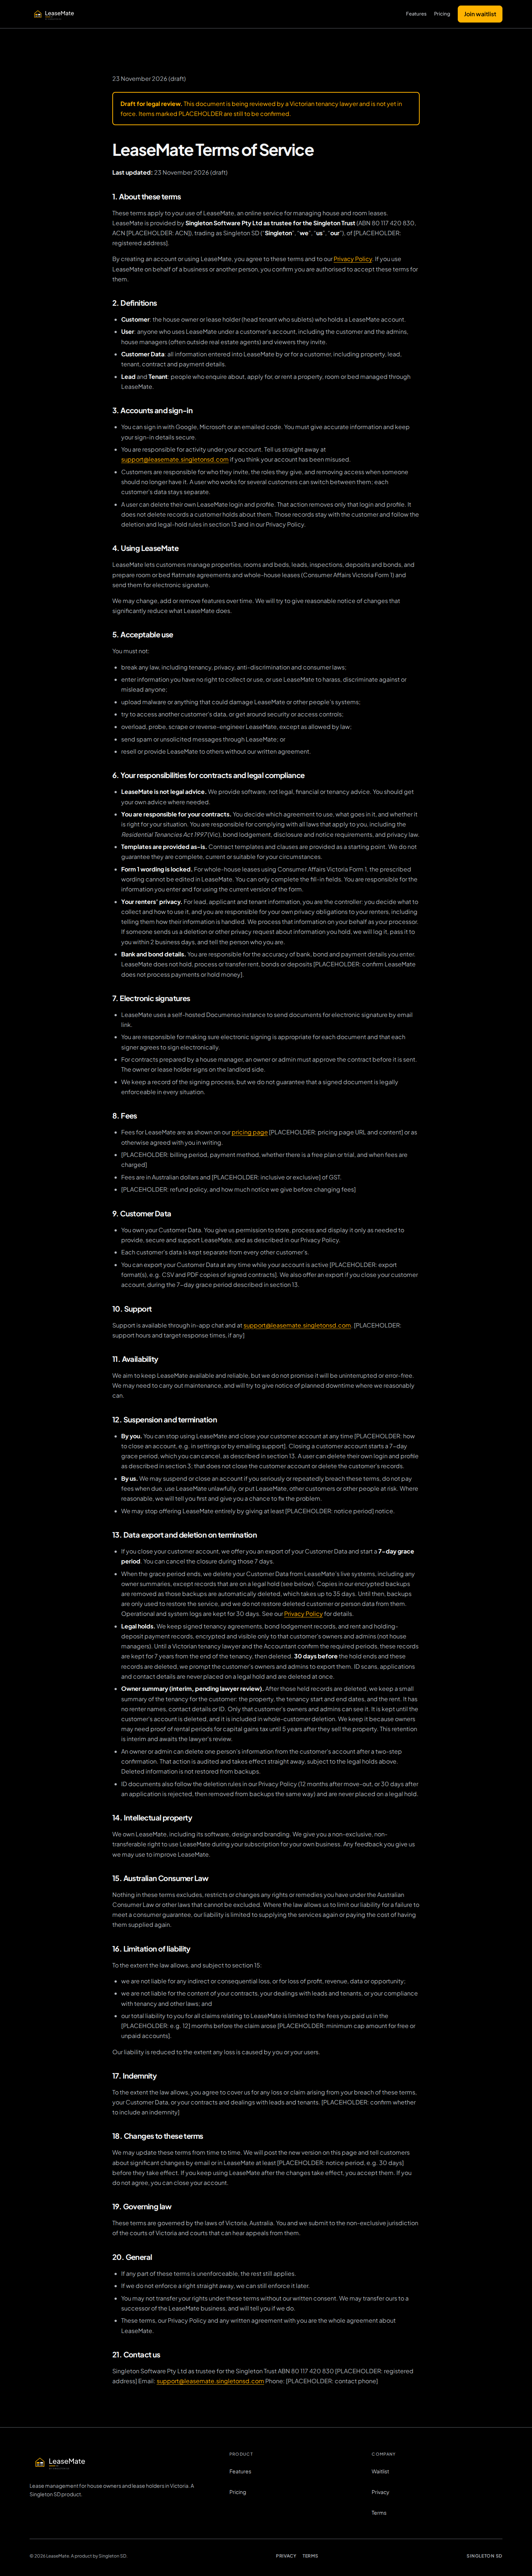 LeaseMate
Features
Pricing
Join waitlist
23 November 2026 (draft)
Draft for legal review. This document is being reviewed by a Victorian tenancy lawyer and is not yet in
force. Items marked PLACEHOLDER are still to be confirmed.
LeaseMate Terms of Service
Last updated: 23 November 2026 (draft)
1. About these terms
These terms apply to your use of LeaseMate, an online service for managing house and room leases.
LeaseMate is provided by Singleton Software Pty Ltd as trustee for the Singleton Trust (ABN 80 117 420 830,
ACN [PLACEHOLDER: ACN]), trading as Singleton SD ("Singleton", "we", "us", "our"), of [PLACEHOLDER:
registered address].
By creating an account or using LeaseMate, you agree to these terms and to our Privacy Policy. If you use
LeaseMate on behalf of a business or another person, you confirm you are authorised to accept these terms for
them.
2. Definitions
• Customer: the house owner or lease holder (head tenant who sublets) who holds a LeaseMate account.
• User: anyone who uses LeaseMate under a customer's account, including the customer and the admins,
house managers (often outside real estate agents) and viewers they invite.
• Customer Data: all information entered into LeaseMate by or for a customer, including property, lead,
tenant, contract and payment details.
• Lead and Tenant: people who enquire about, apply for, or rent a property, room or bed managed through
LeaseMate.
3. Accounts and sign-in
• You can sign in with Google, Microsoft or an emailed code. You must give accurate information and keep
your sign-in details secure.
• You are responsible for activity under your account. Tell us straight away at
support@leasemate.singletonsd.com if you think your account has been misused.
• Customers are responsible for who they invite, the roles they give, and removing access when someone
should no longer have it. A user who works for several customers can switch between them; each
customer's data stays separate.
• A user can delete their own LeaseMate login and profile. That action removes only that login and profile. It
does not delete records a customer holds about them. Those records stay with the customer and follow the
deletion and legal-hold rules in section 13 and in our Privacy Policy.
4. Using LeaseMate
LeaseMate lets customers manage properties, rooms and beds, leads, inspections, deposits and bonds, and
prepare room or bed flatmate agreements and whole-house leases (Consumer Affairs Victoria Form 1) and
send them for electronic signature.
We may change, add or remove features over time. We will try to give reasonable notice of changes that
significantly reduce what LeaseMate does.
5. Acceptable use
You must not:
• break any law, including tenancy, privacy, anti-discrimination and consumer laws;
• enter information you have no right to collect or use, or use LeaseMate to harass, discriminate against or
mislead anyone;
• upload malware or anything that could damage LeaseMate or other people's systems;
• try to access another customer's data, or get around security or access controls;
• overload, probe, scrape or reverse-engineer LeaseMate, except as allowed by law;
• send spam or unsolicited messages through LeaseMate; or
• resell or provide LeaseMate to others without our written agreement.
6. Your responsibilities for contracts and legal compliance
• LeaseMate is not legal advice. We provide software, not legal, financial or tenancy advice. You should get
your own advice where needed.
• You are responsible for your contracts. You decide which agreement to use, what goes in it, and whether it
is right for your situation. You are responsible for complying with all laws that apply to you, including the
Residential Tenancies Act 1997 (Vic), bond lodgement, disclosure and notice requirements, and privacy law.
• Templates are provided as-is. Contract templates and clauses are provided as a starting point. We do not
guarantee they are complete, current or suitable for your circumstances.
• Form 1 wording is locked. For whole-house leases using Consumer Affairs Victoria Form 1, the prescribed
wording cannot be edited in LeaseMate. You can only complete the fill-in fields. You are responsible for the
information you enter and for using the current version of the form.
• Your renters' privacy. For lead, applicant and tenant information, you are the controller: you decide what to
collect and how to use it, and you are responsible for your own privacy obligations to your renters, including
telling them how their information is handled. We process that information on your behalf as your processor.
If someone sends us a deletion or other privacy request about information you hold, we will log it, pass it to
you within 2 business days, and tell the person who you are.
• Bank and bond details. You are responsible for the accuracy of bank, bond and payment details you enter.
LeaseMate does not hold, process or transfer rent, bonds or deposits [PLACEHOLDER: confirm LeaseMate
does not process payments or hold money].
7. Electronic signatures
• LeaseMate uses a self-hosted Documenso instance to send documents for electronic signature by email
link.
• You are responsible for making sure electronic signing is appropriate for each document and that each
signer agrees to sign electronically.
• For contracts prepared by a house manager, an owner or admin must approve the contract before it is sent.
The owner or lease holder signs on the landlord side.
• We keep a record of the signing process, but we do not guarantee that a signed document is legally
enforceable in every situation.
8. Fees
• Fees for LeaseMate are as shown on our pricing page [PLACEHOLDER: pricing page URL and content] or as
otherwise agreed with you in writing.
• [PLACEHOLDER: billing period, payment method, whether there is a free plan or trial, and when fees are
charged]
• Fees are in Australian dollars and [PLACEHOLDER: inclusive or exclusive] of GST.
• [PLACEHOLDER: refund policy, and how much notice we give before changing fees]
9. Customer Data
• You own your Customer Data. You give us permission to store, process and display it only as needed to
provide, secure and support LeaseMate, and as described in our Privacy Policy.
• Each customer's data is kept separate from every other customer's.
• You can export your Customer Data at any time while your account is active [PLACEHOLDER: export
format(s), e.g. CSV and PDF copies of signed contracts]. We also offer an export if you close your customer
account, during the 7-day grace period described in section 13.
10. Support
Support is available through in-app chat and at support@leasemate.singletonsd.com. [PLACEHOLDER:
support hours and target response times, if any]
11. Availability
We aim to keep LeaseMate available and reliable, but we do not promise it will be uninterrupted or error-free.
We may need to carry out maintenance, and will try to give notice of planned downtime where we reasonably
can.
12. Suspension and termination
• By you. You can stop using LeaseMate and close your customer account at any time [PLACEHOLDER: how
to close an account, e.g. in settings or by emailing support]. Closing a customer account starts a 7-day
grace period, which you can cancel, as described in section 13. A user can delete their own login and profile
as described in section 3; that does not close the customer account or delete the customer's records.
• By us. We may suspend or close an account if you seriously or repeatedly breach these terms, do not pay
fees when due, use LeaseMate unlawfully, or put LeaseMate, other customers or other people at risk. Where
reasonable, we will tell you first and give you a chance to fix the problem.
• We may stop offering LeaseMate entirely by giving at least [PLACEHOLDER: notice period] notice.
13. Data export and deletion on termination
• If you close your customer account, we offer you an export of your Customer Data and start a 7-day grace
period. You can cancel the closure during those 7 days.
• When the grace period ends, we delete your Customer Data from LeaseMate's live systems, including any
owner summaries, except records that are on a legal hold (see below). Copies in our encrypted backups
are removed as those backups are automatically deleted, which takes up to 35 days. Until then, backups
are only used to restore the service, and we do not use them to restore deleted customer or person data from them.
Operational and system logs are kept for 30 days. See our Privacy Policy for details.
• Legal holds. We keep signed tenancy agreements, bond lodgement records, and rent and holding-
deposit payment records, encrypted and visible only to that customer's owners and admins (not house
managers). Until a Victorian tenancy lawyer and the Accountant confirm the required periods, these records
are kept for 7 years from the end of the tenancy, then deleted. 30 days before the hold ends and these
records are deleted, we prompt the customer's owners and admins to export them. ID scans, applications
and contact details are never placed on a legal hold and are deleted at once.
• Owner summary (interim, pending lawyer review). After those held records are deleted, we keep a small
summary of the tenancy for the customer: the property, the tenancy start and end dates, and the rent. It has
no renter names, contact details or ID. Only that customer's owners and admins can see it. It is kept until the
customer's account is deleted, and it is included in whole-customer deletion. We keep it because owners
may need proof of rental periods for capital gains tax until 5 years after they sell the property. This retention
is interim and awaits the lawyer's review.
• An owner or admin can delete one person's information from the customer's account after a two-step
confirmation. That action is audited and takes effect straight away, subject to the legal holds above.
Deleted information is not restored from backups.
• ID documents also follow the deletion rules in our Privacy Policy (12 months after move-out, or 30 days after
an application is rejected, then removed from backups the same way) and are never placed on a legal hold.
14. Intellectual property
We own LeaseMate, including its software, design and branding. We give you a non-exclusive, non-
transferable right to use LeaseMate during your subscription for your own business. Any feedback you give us
we may use to improve LeaseMate.
15. Australian Consumer Law
Nothing in these terms excludes, restricts or changes any rights or remedies you have under the Australian
Consumer Law or other laws that cannot be excluded. Where the law allows us to limit our liability for a failure to
meet a consumer guarantee, our liability is limited to supplying the services again or paying the cost of having
them supplied again.
16. Limitation of liability
To the extent the law allows, and subject to section 15:
• we are not liable for any indirect or consequential loss, or for loss of profit, revenue, data or opportunity;
• we are not liable for the content of your contracts, your dealings with leads and tenants, or your compliance
with tenancy and other laws; and
• our total liability to you for all claims relating to LeaseMate is limited to the fees you paid us in the
[PLACEHOLDER: e.g. 12] months before the claim arose [PLACEHOLDER: minimum cap amount for free or
unpaid accounts].
Our liability is reduced to the extent any loss is caused by you or your users.
17. Indemnity
To the extent the law allows, you agree to cover us for any loss or claim arising from your breach of these terms,
your Customer Data, or your contracts and dealings with leads and tenants. [PLACEHOLDER: confirm whether
to include an indemnity]
18. Changes to these terms
We may update these terms from time to time. We will post the new version on this page and tell customers
about significant changes by email or in LeaseMate at least [PLACEHOLDER: notice period, e.g. 30 days]
before they take effect. If you keep using LeaseMate after the changes take effect, you accept them. If you
do not agree, you can close your account.
19. Governing law
These terms are governed by the laws of Victoria, Australia. You and we submit to the non-exclusive jurisdiction
of the courts of Victoria and courts that can hear appeals from them.
20. General
• If any part of these terms is unenforceable, the rest still applies.
• If we do not enforce a right straight away, we can still enforce it later.
• You may not transfer your rights under these terms without our written consent. We may transfer ours to a
successor of the LeaseMate business, and will tell you if we do.
• These terms, our Privacy Policy and any written agreement with you are the whole agreement about
LeaseMate.
21. Contact us
Singleton Software Pty Ltd as trustee for the Singleton Trust ABN 80 117 420 830 [PLACEHOLDER: registered
address] Email: support@leasemate.singletonsd.com Phone: [PLACEHOLDER: contact phone]
LeaseMate
Lease management for house owners and lease holders in Victoria. A
Singleton SD product.
PRODUCT
Features
Pricing
COMPANY
Waitlist
Privacy
Terms
© 2026 LeaseMate. A product by Singleton SD.
PRIVACY
TERMS
SINGLETON SD